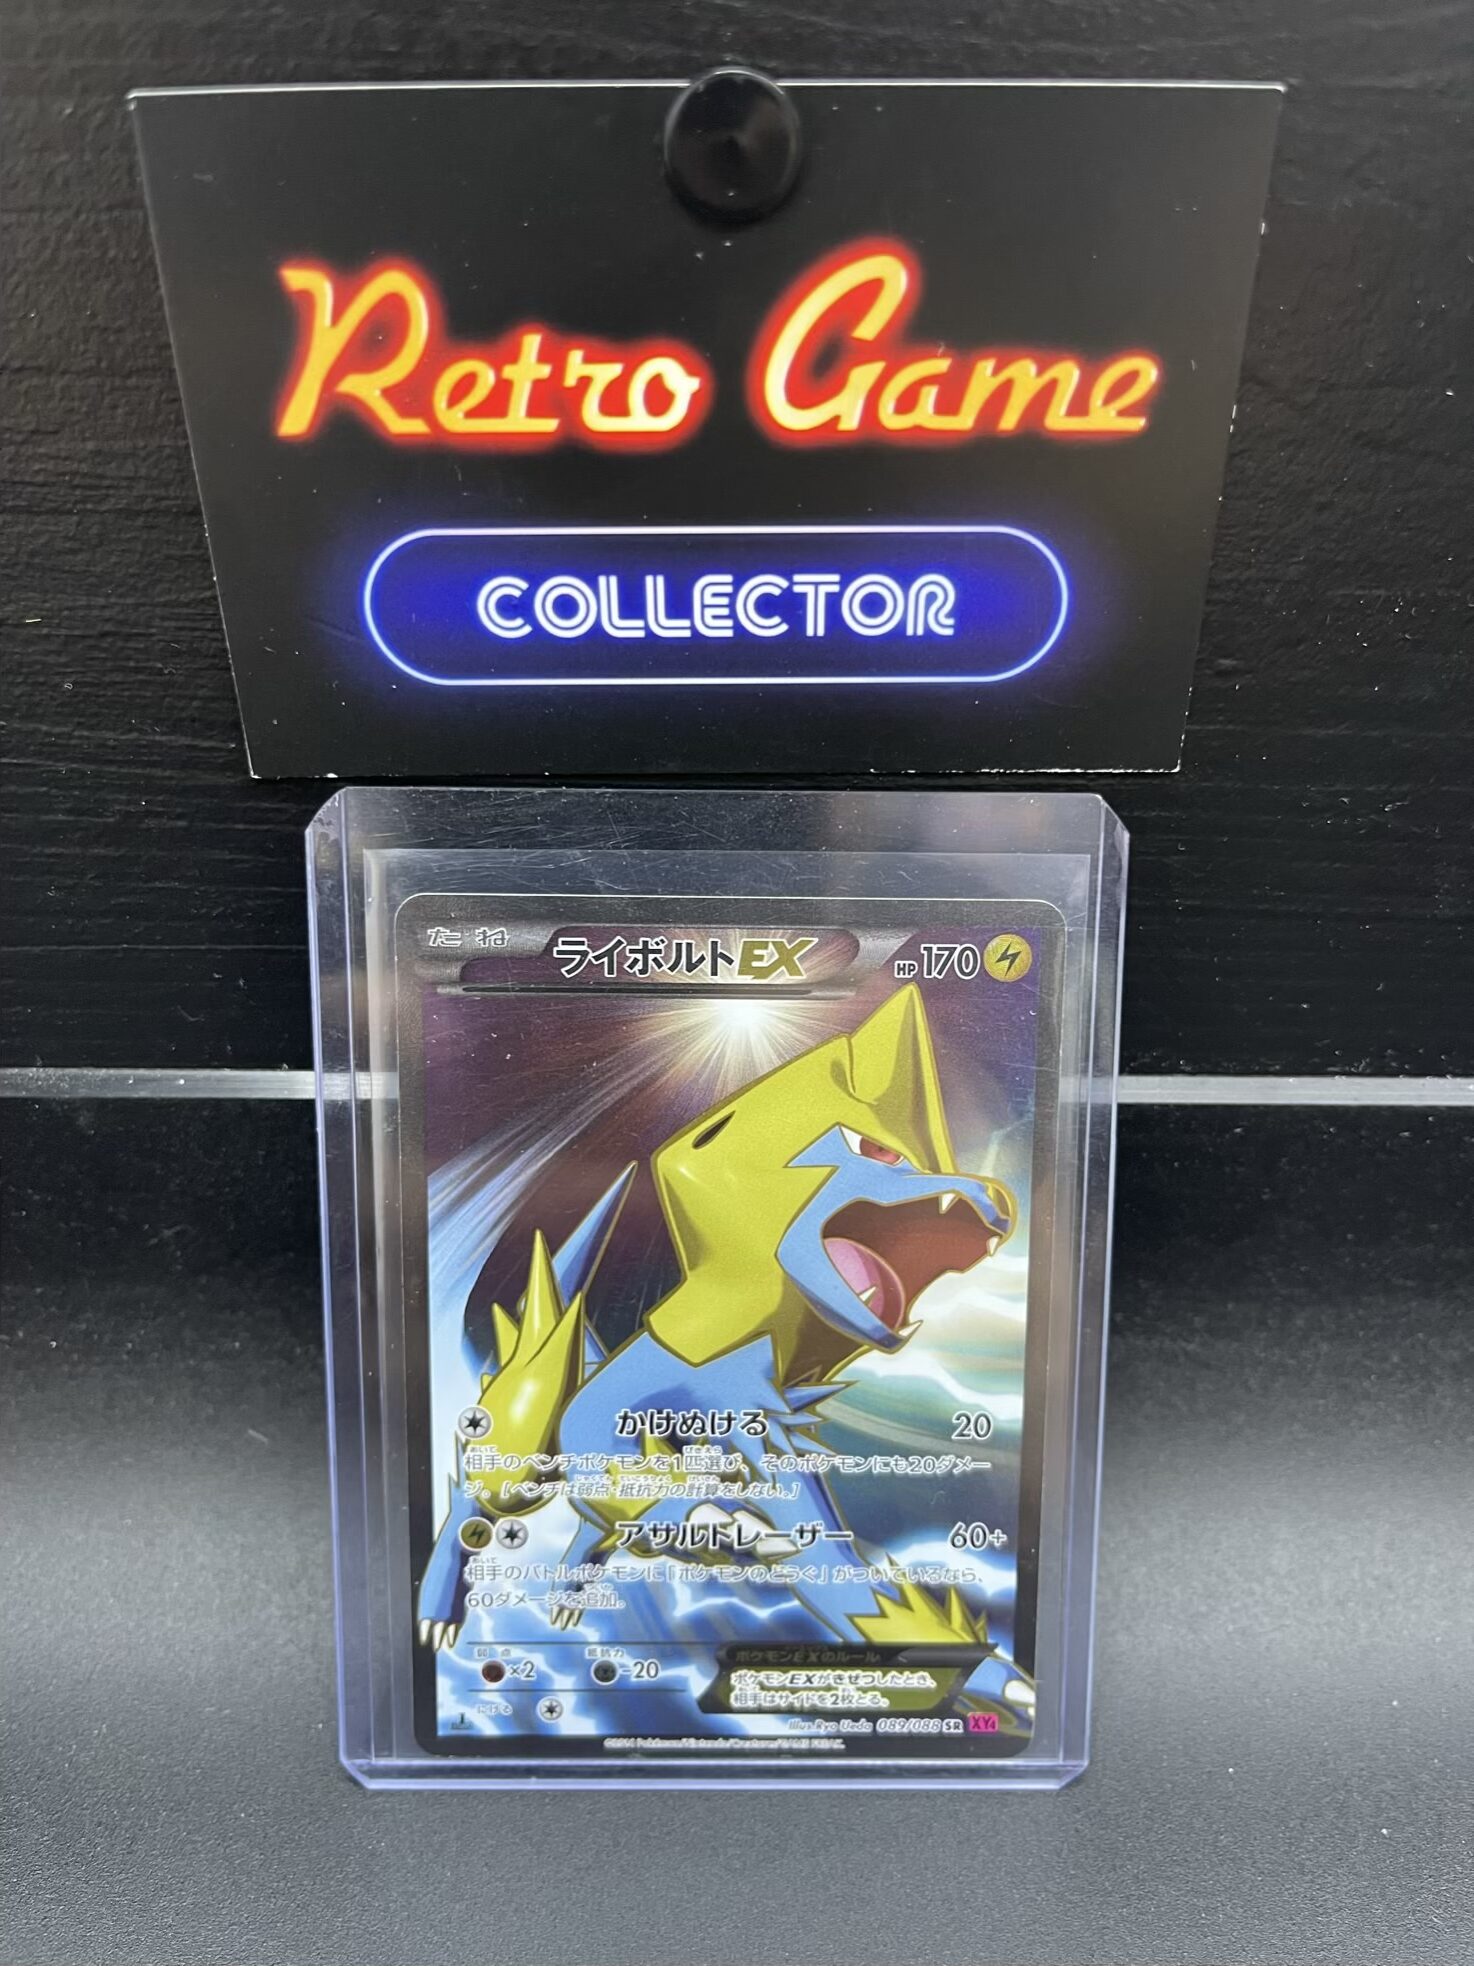 Retro Game
COLLECTOR
たね ライボルトEX HP170
かけぬける 20
相手のベンチポケモンを1匹選び、そのポケモンにも20ダメー
ジ。[ベンチは弱点・抵抗力の計算をしない。]
アサルトレーザー 60+
相手のバトルポケモンに「ポケモンのどうぐ」がついているなら、
60ダメージを追加。
弱点 ×2 抵抗力 -20
にげる
ポケモンEXのルール
ポケモンEXがきぜつしたとき、
相手はサイドを2枚とる。
Illus. Ryo Ueda 089/088 SR XY4
©2014 Pokémon/Nintendo/Creatures/GAME FREAK.